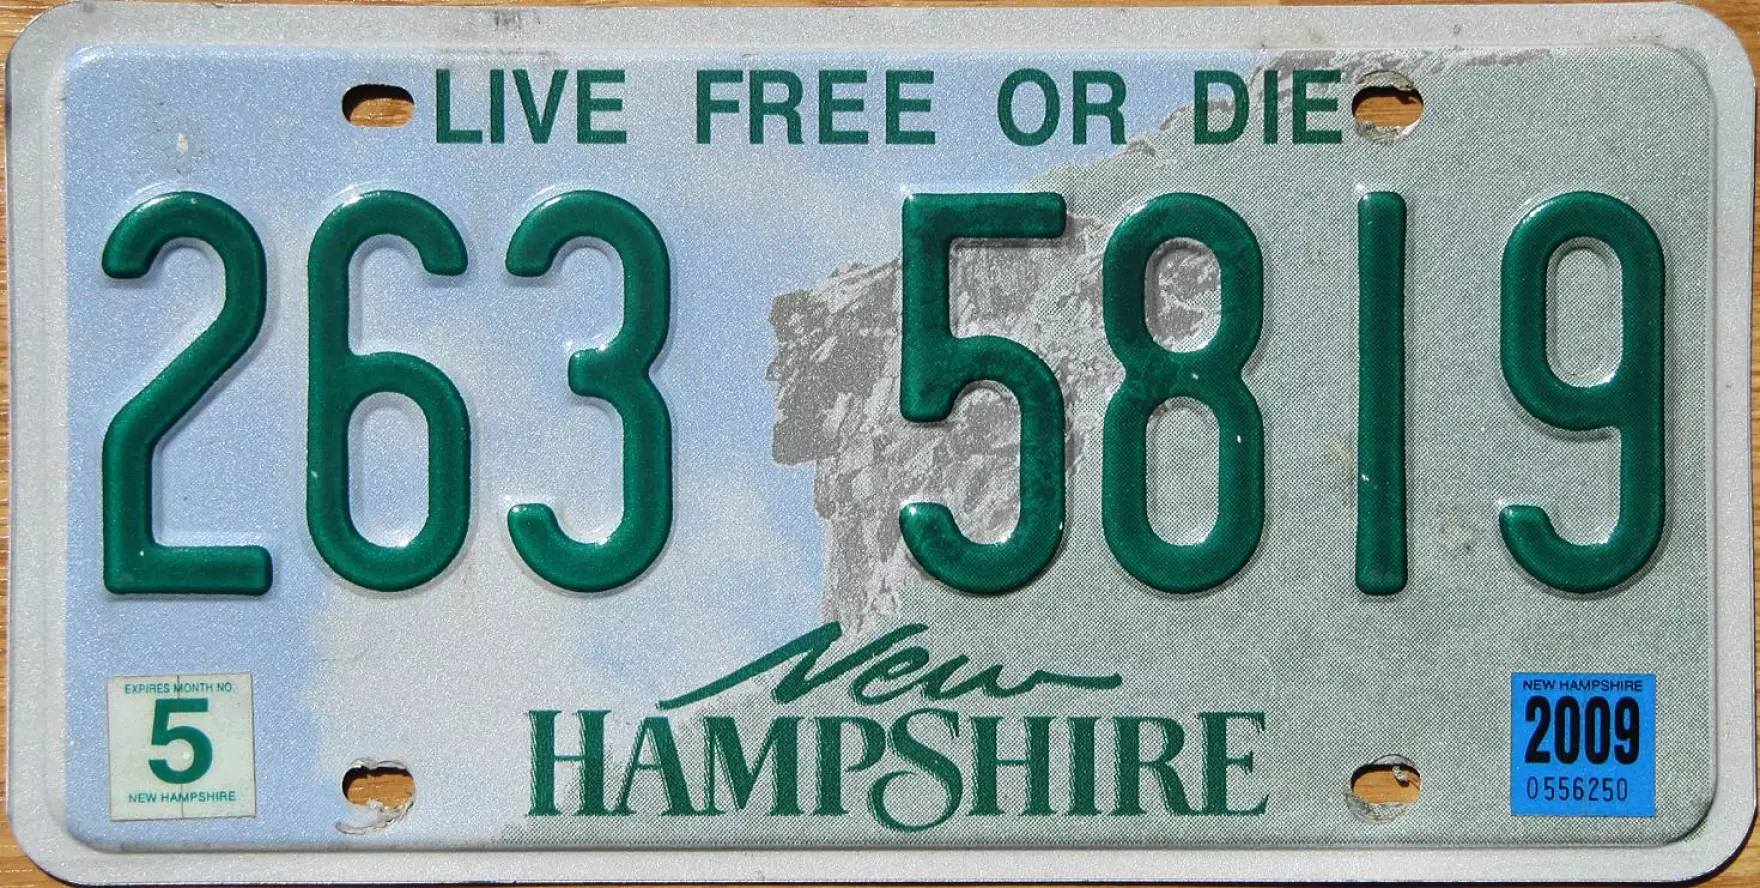 LIVE FREE OR DIE
263 5819
New
HAMPSHIRE
EXPIRES MONTH NO.
5
NEW HAMPSHIRE
NEW HAMPSHIRE
2009
0556250